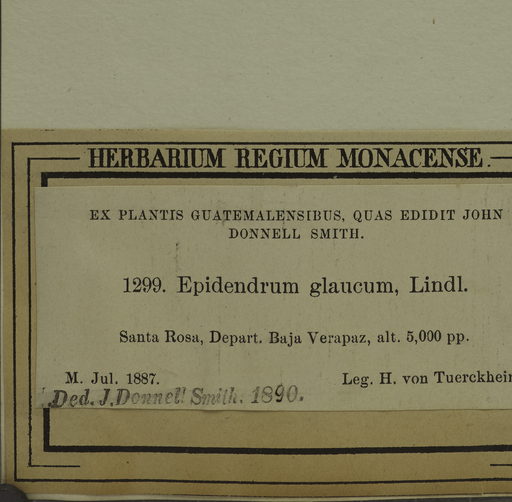 HERBARIUM REGIUM MONACENSE.
EX PLANTIS GUATEMALENSIBUS, QUAS EDIDIT JOHN
DONNELL SMITH.
1299. Epidendrum glaucum, Lindl.
Santa Rosa, Depart. Baja Verapaz, alt. 5,000 pp.
M. Jul. 1887. Leg. H. von Tuerckhein
Ded. J. Donnell Smith. 1890.